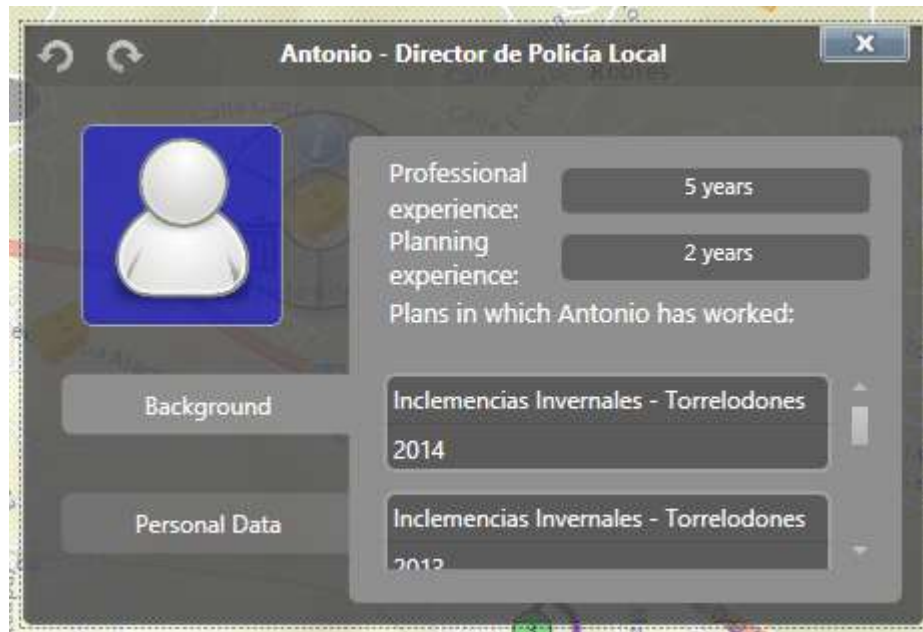 Antonio - Director de Policía Local
Professional
experience:
5 years
Planning
experience:
2 years
Plans in which Antonio has worked:
Background
Inclemencias Invernales - Torrelodones
2014
Personal Data
Inclemencias Invernales - Torrelodones
2013